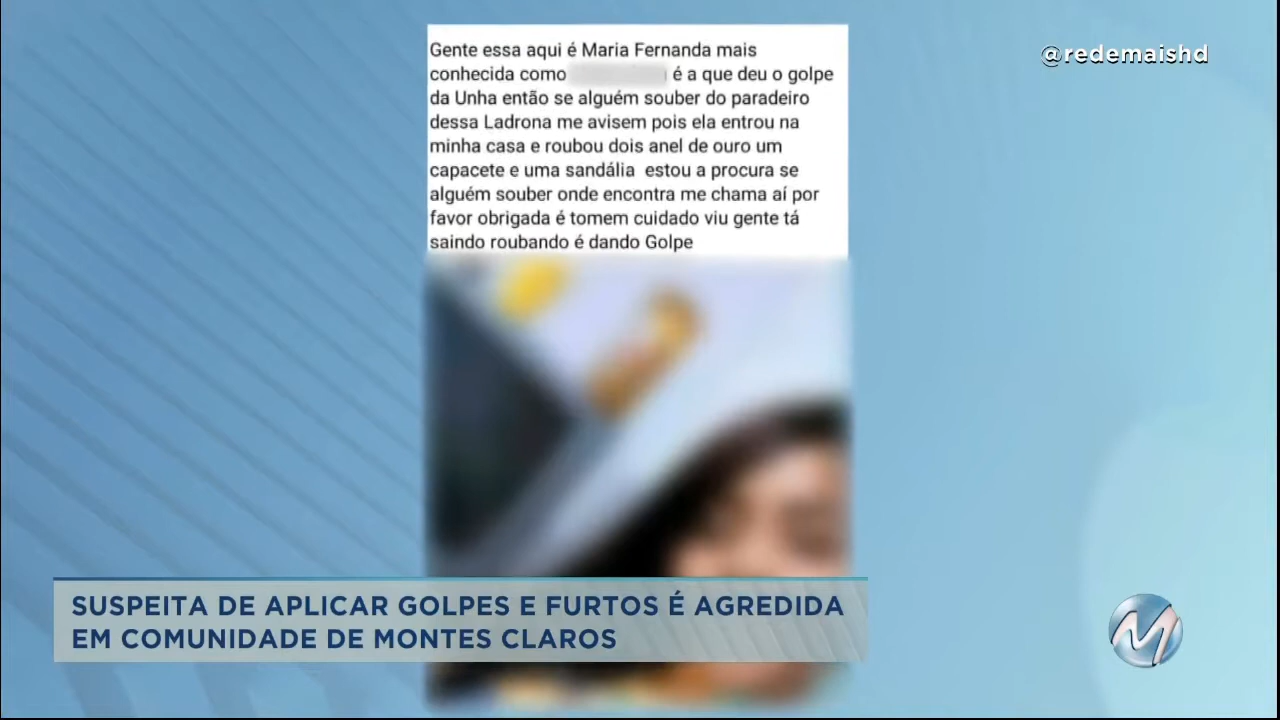 Gente essa aqui é Maria Fernanda mais
conhecida como é a que deu o golpe
da Unha então se alguém souber do paradeiro
dessa Ladrona me avisem pois ela entrou na
minha casa e roubou dois anel de ouro um
capacete e uma sandália estou a procura se
alguém souber onde encontra me chama aí por
favor obrigada é tomem cuidado viu gente tá
saindo roubando é dando Golpe
@redemaishd
SUSPEITA DE APLICAR GOLPES E FURTOS É AGREDIDA
EM COMUNIDADE DE MONTES CLAROS
M